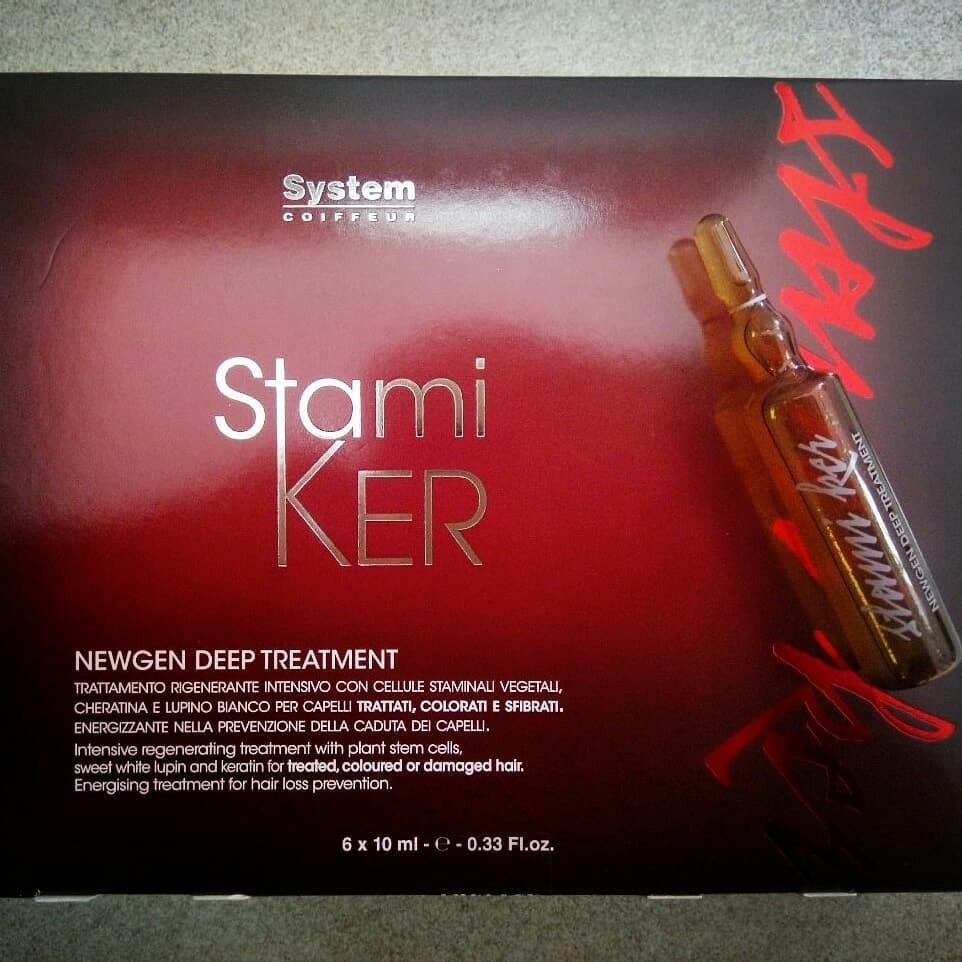 System
COIFFEUR
Stami
KER
NEWGEN DEEP TREATMENT
TRATTAMENTO RIGENERANTE INTENSIVO CON CELLULE STAMINALI VEGETALI,
CHERATINA E LUPINO BIANCO PER CAPELLI TRATTATI, COLORATI E SFIBRATI.
ENERGIZZANTE NELLA PREVENZIONE DELLA CADUTA DEI CAPELLI.
Intensive regenerating treatment with plant stem cells,
sweet white lupin and keratin for treated, coloured or damaged hair.
Energising treatment for hair loss prevention.
6 x 10 ml - ℮ - 0.33 Fl.oz.
stami ker
NEWGEN DEEP TREATMENT